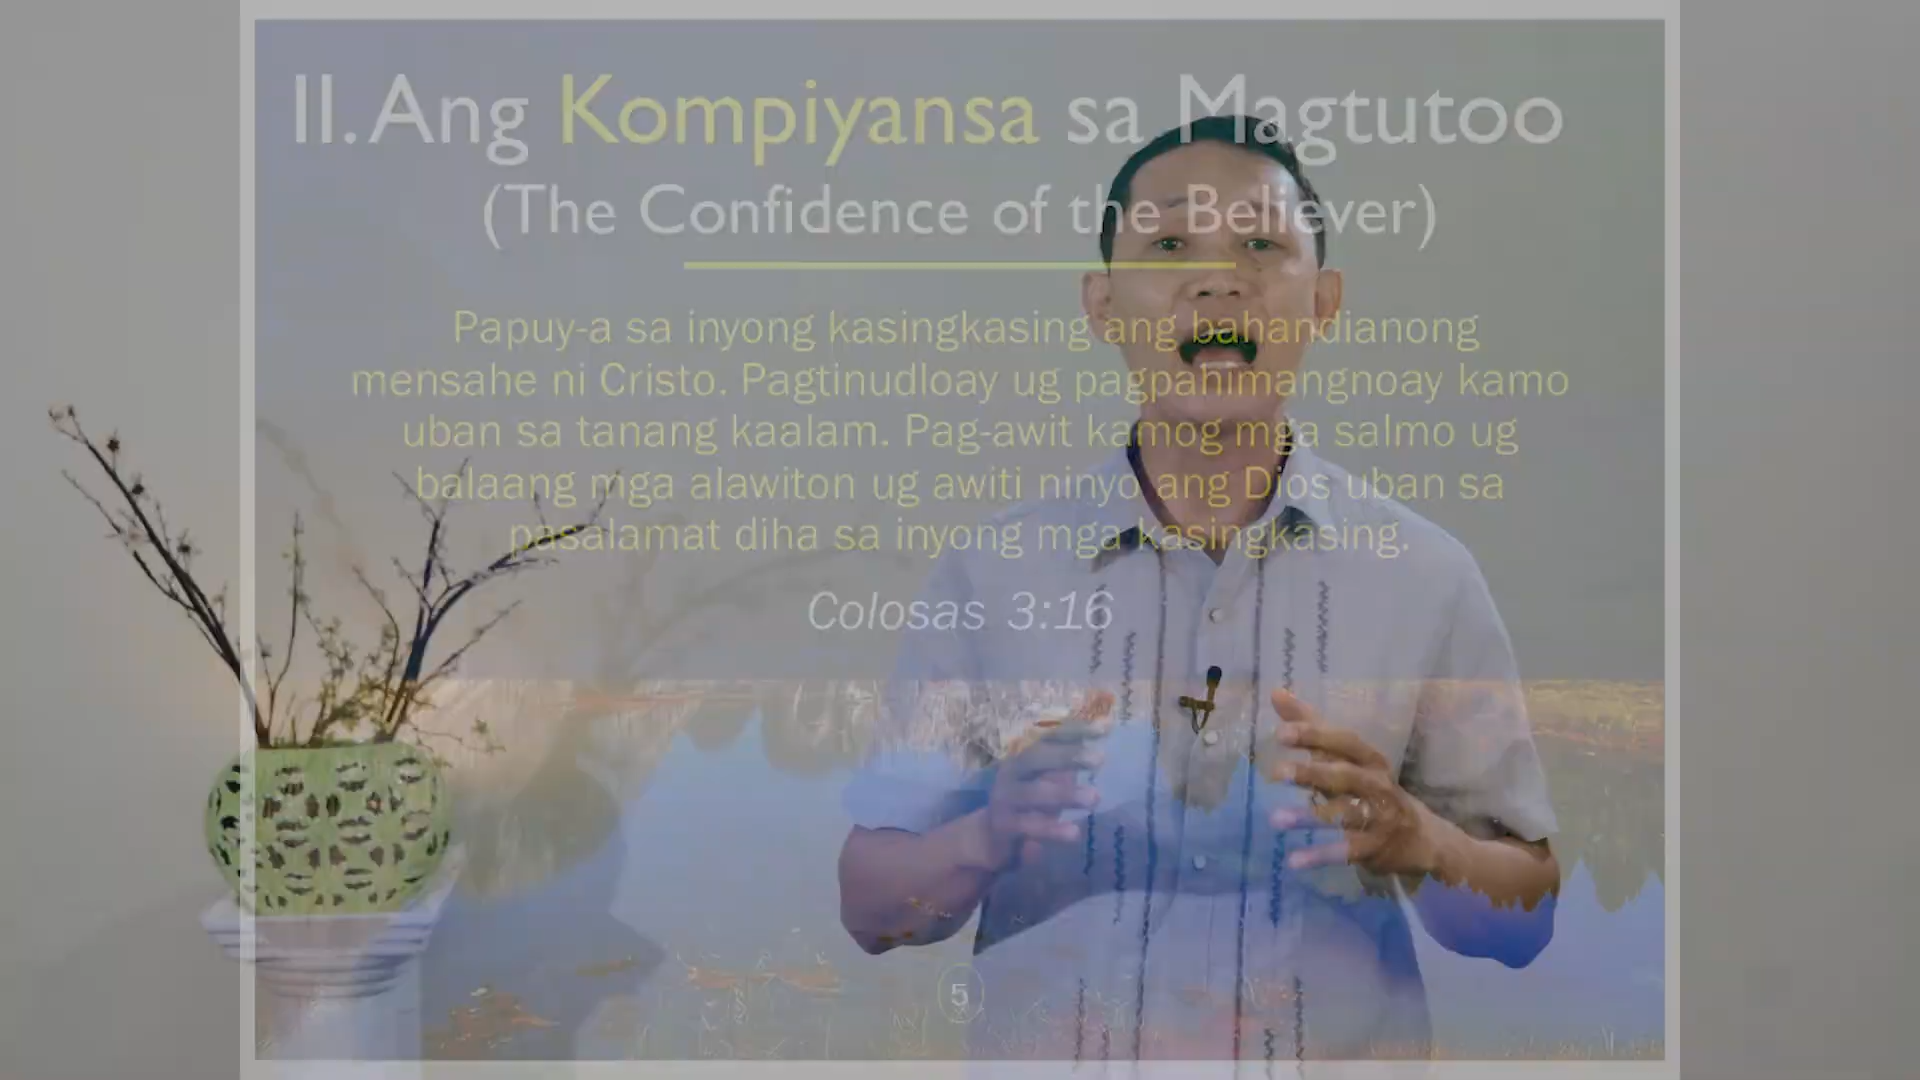 II. Ang Kompiyansa sa Magtutoo
(The Confidence of the Believer)
Papuy-a sa inyong kasingkasing ang bahandianong
mensahe ni Cristo. Pagtinudloay ug pagpahimangnoay kamo
uban sa tanang kaalam. Pag-awit kamog mga salmo ug
balaang mga alawiton ug awiti ninyo ang Dios uban sa
pasalamat diha sa inyong mga kasingkasing.
Colosas 3:16
5